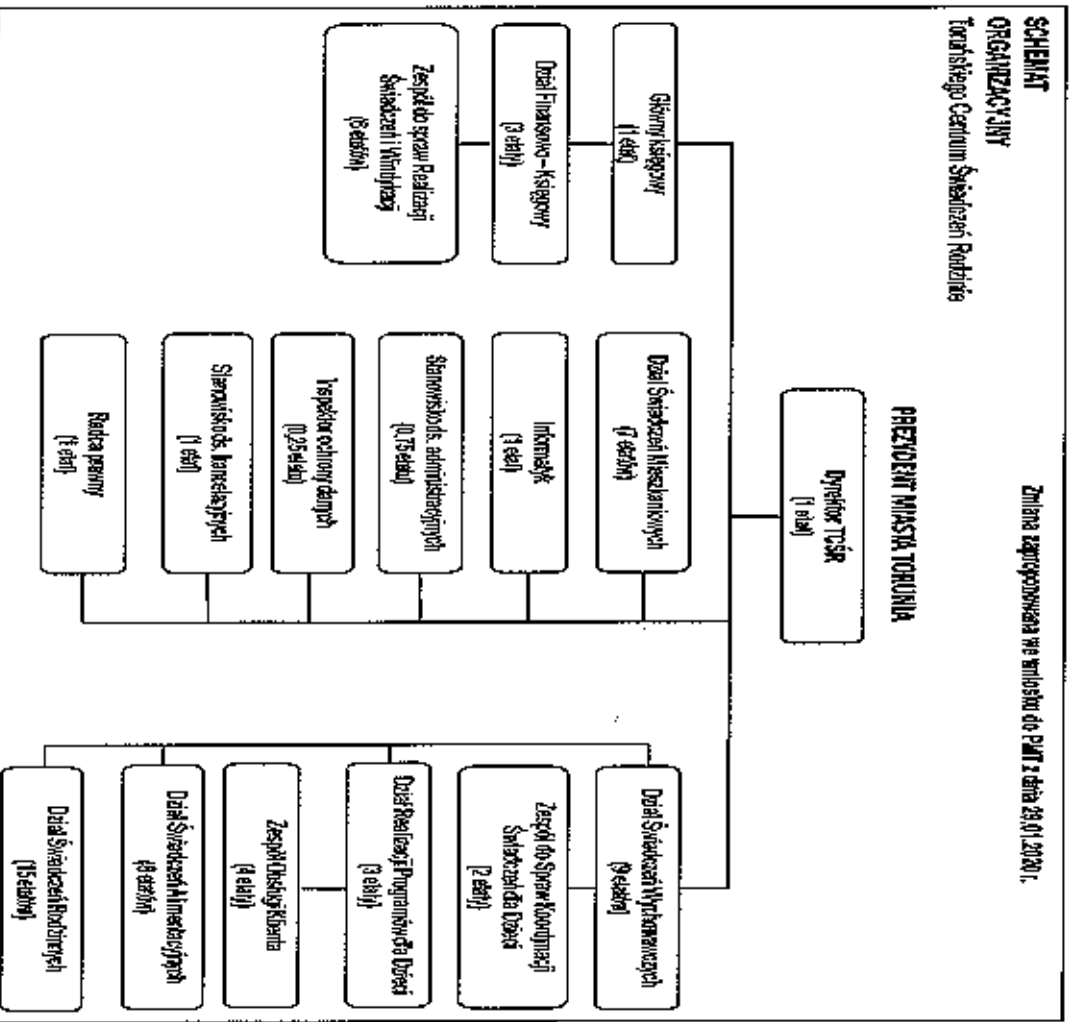 SCHEMAT
ORGANIZACYJNY
Toruńskiego Centrum Świadczeń Rodzinie
Zmiana zaproponowana we wniosku do PMT z dnia 29.01.2020 r.
PREZYDENT MIASTA TORUNIA
Dyrektor TCŚR
(1 etat)
Główny księgowy
(1 etat)
Dział Finansowo – Księgowy
(3 etaty)
Zespół do spraw Realizacji
Świadczeń i Windykacji
(6 etatów)
Dział Świadczeń Mieszkaniowych
(7 etatów)
Informatyk
(1 etat)
Stanowisko ds. administracyjnych
(0,75 etatu)
Inspektor ochrony danych
(0,25 etatu)
Stanowisko ds. kancelaryjnych
(1 etat)
Radca prawny
(1 etat)
Dział Świadczeń Wychowawczych
(9 etatów)
Zespół do Spraw Koordynacji
Świadczeń dla Dzieci
(2 etaty)
Dział Realizacji Programów dla Dzieci
(3 etaty)
Zespół Obsługi Klienta
(4 etaty)
Dział Świadczeń Alimentacyjnych
(8 etatów)
Dział Świadczeń Rodzinnych
(15 etatów)